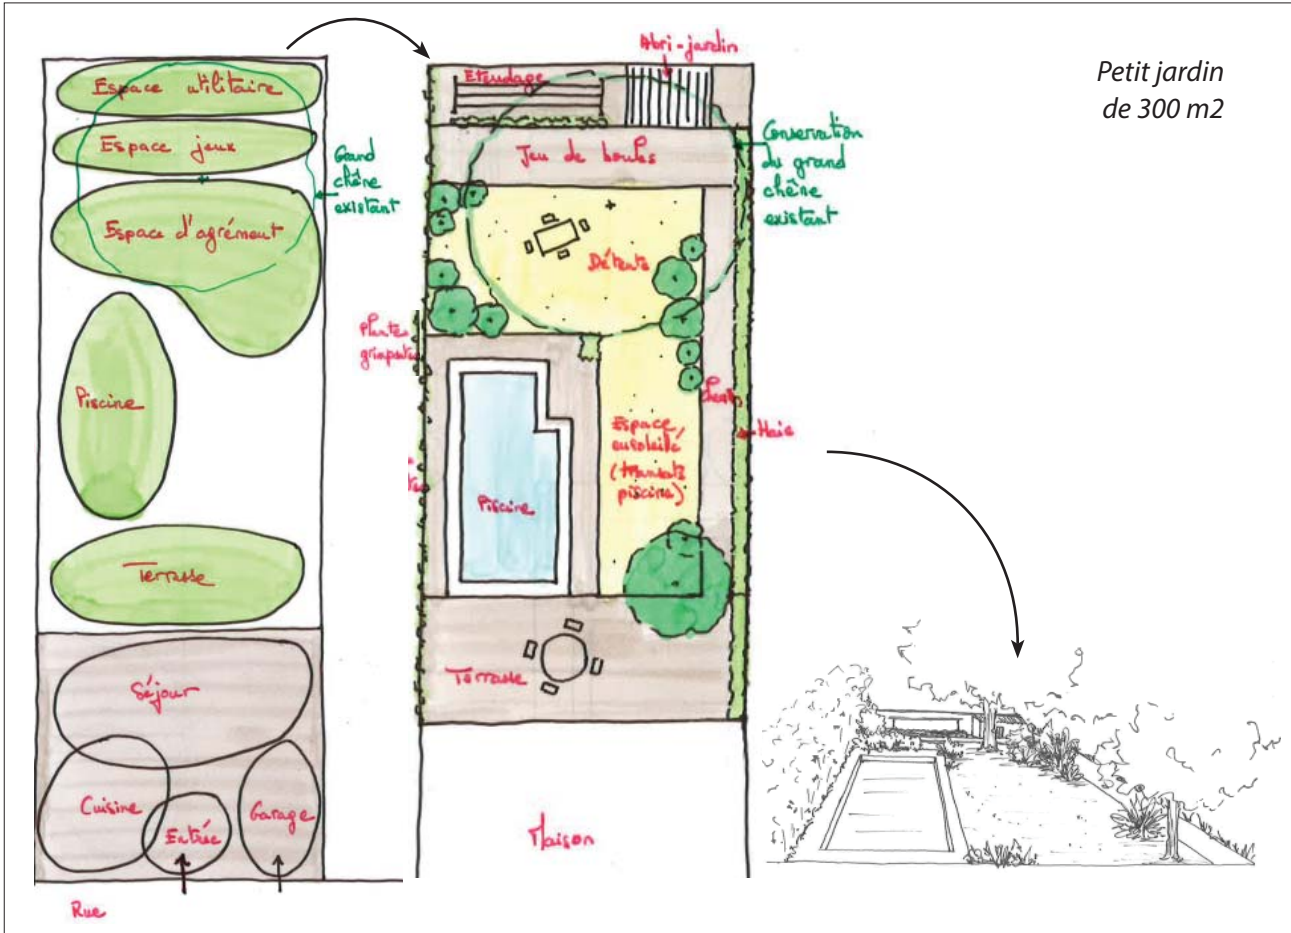 Petit jardin
de 300 m2
Espace utilitaire
Espace jeux
Grand
chêne
existant
Espace d'agrément
Piscine
Terrasse
Séjour
Cuisine
Entrée
Garage
Rue
Abri-jardin
Etendage
Jeu de boules
Conservation
du grand
chêne
existant
Détente
Plantes
grimpantes
Haie
Espace
ensoleillé
(transats
piscine)
Piscine
Terrasse
Maison